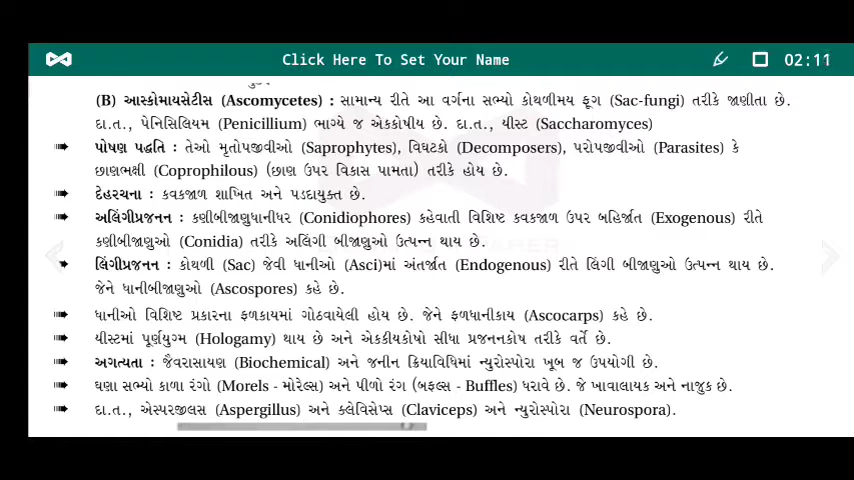 Click Here To Set Your Name
02:11
(B) આસ્કોમાયસેટીસ (Ascomycetes) : સામાન્ય રીતે આ વર્ગના સભ્યો કોથળીમય ફૂગ (Sac-fungi) તરીકે જાણીતા છે.
દા.ત., પેનિસિલિયમ (Penicillium) ભાગ્યે જ એકકોષીય છે. દા.ત., યીસ્ટ (Saccharomyces)
પોષણ પદ્ધતિ : તેઓ મૃતોપજીવીઓ (Saprophytes), વિઘટકો (Decomposers), પરોપજીવીઓ (Parasites) કે
છાણભક્ષી (Coprophilous) (છાણ ઉપર વિકાસ પામતા) તરીકે હોય છે.
દેહરચના : કવકજાળ શાખિત અને પડદાયુક્ત છે.
અલિંગીપ્રજનન : કણીબીજાણુધાનીધર (Conidiophores) કહેવાતી વિશિષ્ટ કવકજાળ ઉપર બહિર્જાત (Exogenous) રીતે
કણીબીજાણુઓ (Conidia) તરીકે અલિંગી બીજાણુઓ ઉત્પન્ન થાય છે.
લિંગીપ્રજનન : કોથળી (Sac) જેવી ધાનીઓ (Asci)માં અંતર્જાત (Endogenous) રીતે લિંગી બીજાણુઓ ઉત્પન્ન થાય છે.
જેને ધાનીબીજાણુઓ (Ascospores) કહે છે.
ધાનીઓ વિશિષ્ટ પ્રકારના ફળકાયમાં ગોઠવાયેલી હોય છે. જેને ફળધાનીકાય (Ascocarps) કહે છે.
યીસ્ટમાં પૂર્ણયુગ્મ (Hologamy) થાય છે અને એકકીયકોષો સીધા પ્રજનનકોષ તરીકે વર્તે છે.
અગત્યતા : જૈવરાસાયણ (Biochemical) અને જનીન ક્રિયાવિધિમાં ન્યુરોસ્પોરા ખૂબ જ ઉપયોગી છે.
ઘણા સભ્યો કાળા રંગો (Morels - મોરેલ્સ) અને પીળો રંગ (બફલ્સ - Buffles) ધરાવે છે. જે ખાવાલાયક અને નાજુક છે.
દા.ત., એસ્પરજીલસ (Aspergillus) અને ક્લેવિસેપ્સ (Claviceps) અને ન્યુરોસ્પોરા (Neurospora).